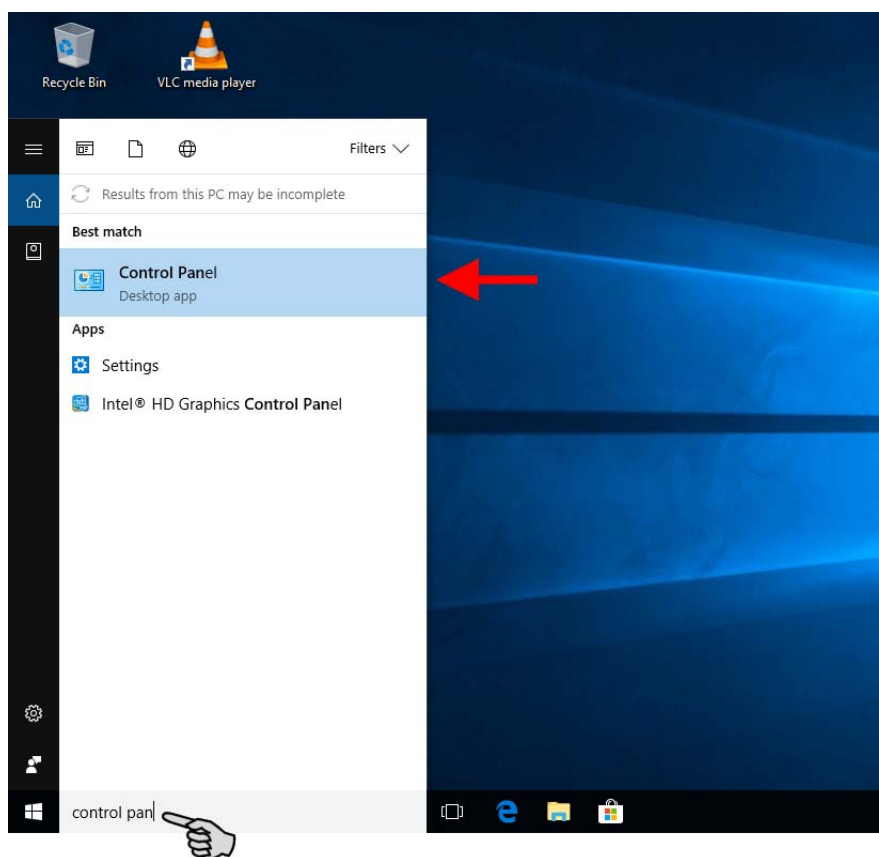 Recycle Bin
VLC media player
Filters
Results from this PC may be incomplete
Best match
Control Panel
Desktop app
Apps
Settings
Intel® HD Graphics Control Panel
control pan